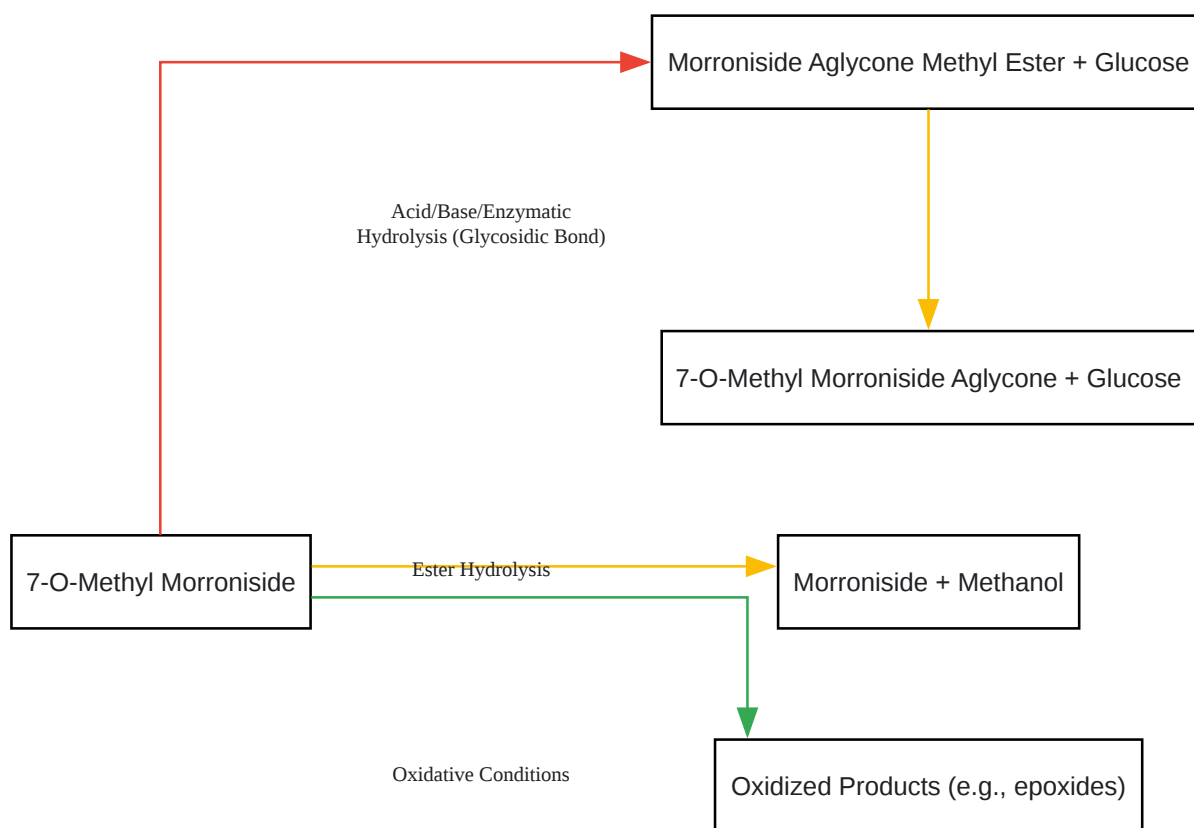 Morroniside Aglycone Methyl Ester + Glucose
Acid/Base/Enzymatic
Hydrolysis (Glycosidic Bond)
7-O-Methyl Morroniside Aglycone + Glucose
7-O-Methyl Morroniside
Ester Hydrolysis
Morroniside + Methanol
Oxidative Conditions
Oxidized Products (e.g., epoxides)